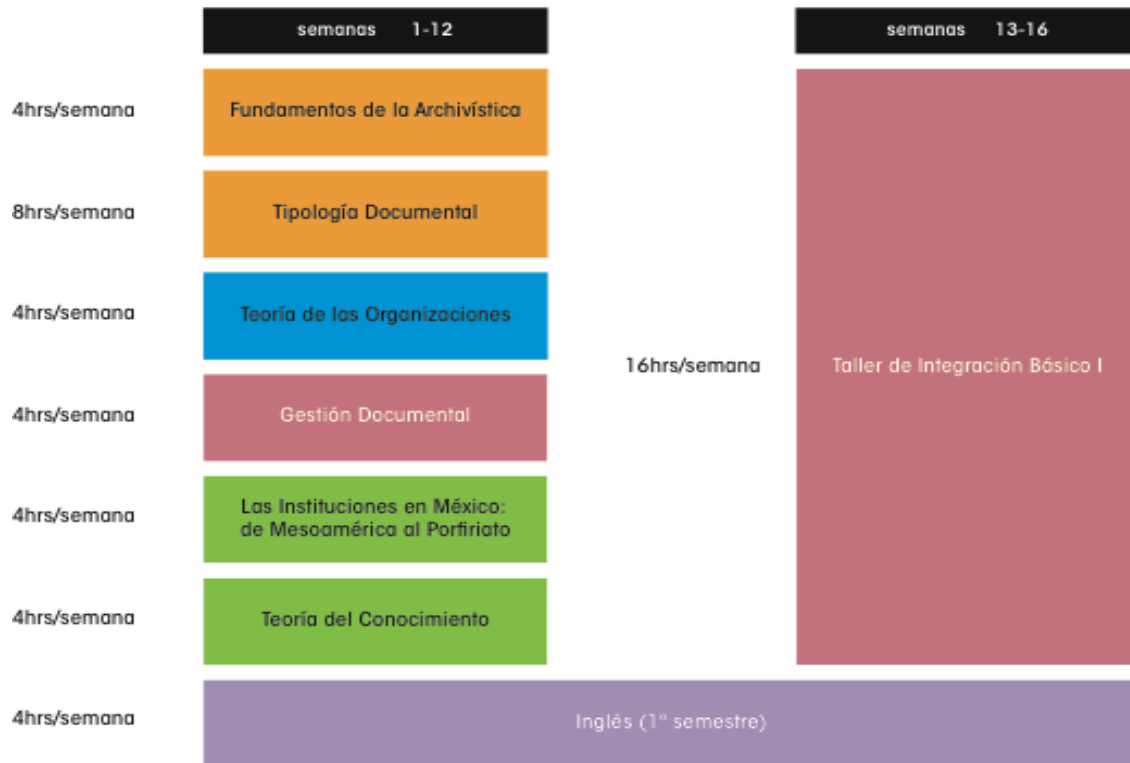 semanas 1-12
semanas 13-16
4hrs/semana
Fundamentos de la Archivística
8hrs/semana
Tipología Documental
4hrs/semana
Teoría de las Organizaciones
16hrs/semana
Taller de Integración Básico I
4hrs/semana
Gestión Documental
4hrs/semana
Las Instituciones en México:
de Mesoamérica al Porfiriato
4hrs/semana
Teoría del Conocimiento
4hrs/semana
Inglés (1º semestre)